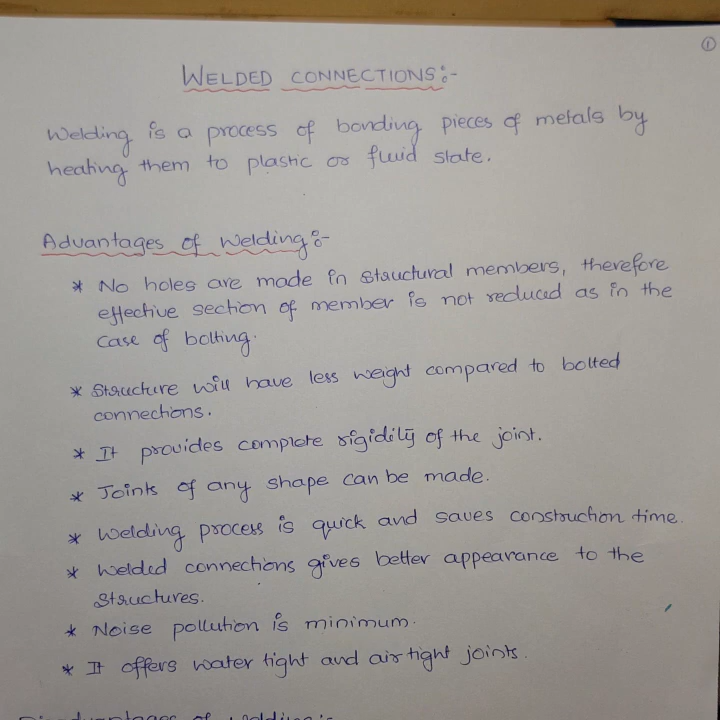 ①
WELDED CONNECTIONS:-
Welding is a process of bonding pieces of metals by
heating them to plastic or fluid state.
Advantages of Welding:-
* No holes are made in structural members, therefore
effective section of member is not reduced as in the
case of bolting.
* Structure will have less weight compared to bolted
connections.
* It provides complete rigidity of the joint.
* Joints of any shape can be made.
* Welding process is quick and saves construction time.
* Welded connections gives better appearance to the
structures.
* Noise pollution is minimum.
* It offers water tight and air tight joints.
Disadvantages of Welding:-